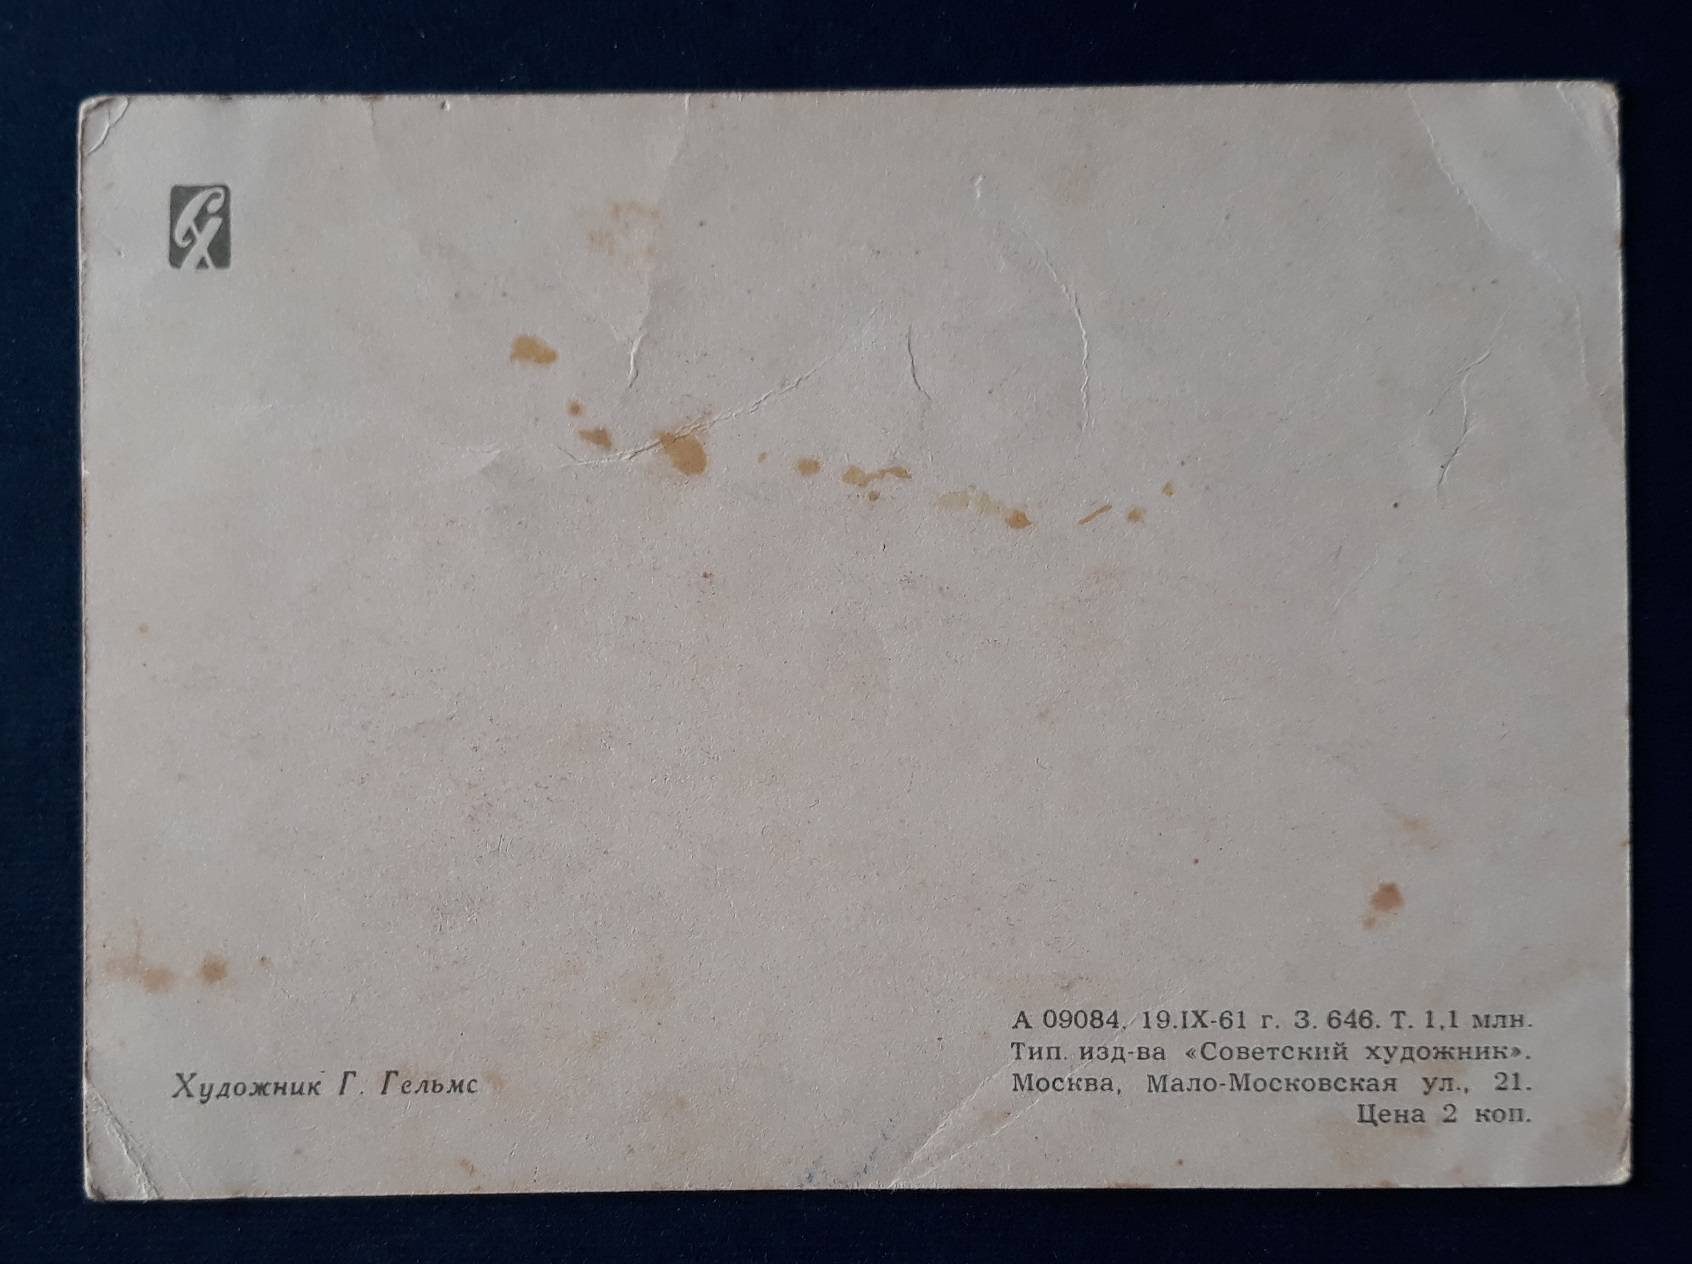 СХ
Художник Г. Гельмс
А 09084. 19.IX-61 г. З. 646. Т. 1,1 млн.
Тип. изд-ва «Советский художник».
Москва, Мало-Московская ул., 21.
Цена 2 коп.